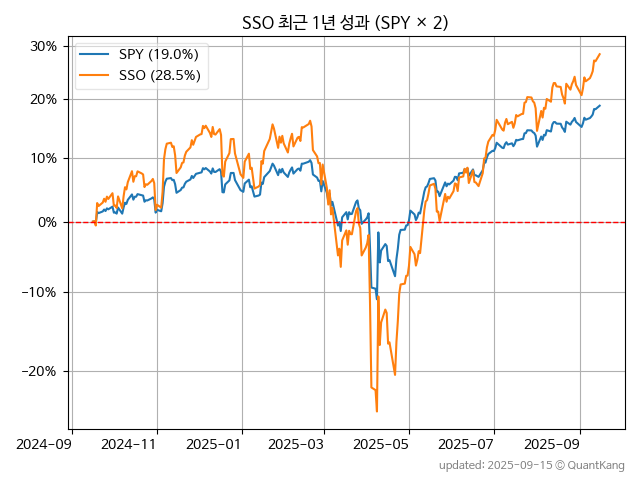 SSO 최근 1년 성과 (SPY × 2)
SPY (19.0%)
SSO (28.5%)
30%
20%
10%
0%
−10%
−20%
2024-09 2024-11 2025-01 2025-03 2025-05 2025-07 2025-09
updated: 2025-09-15 ⓒ QuantKang